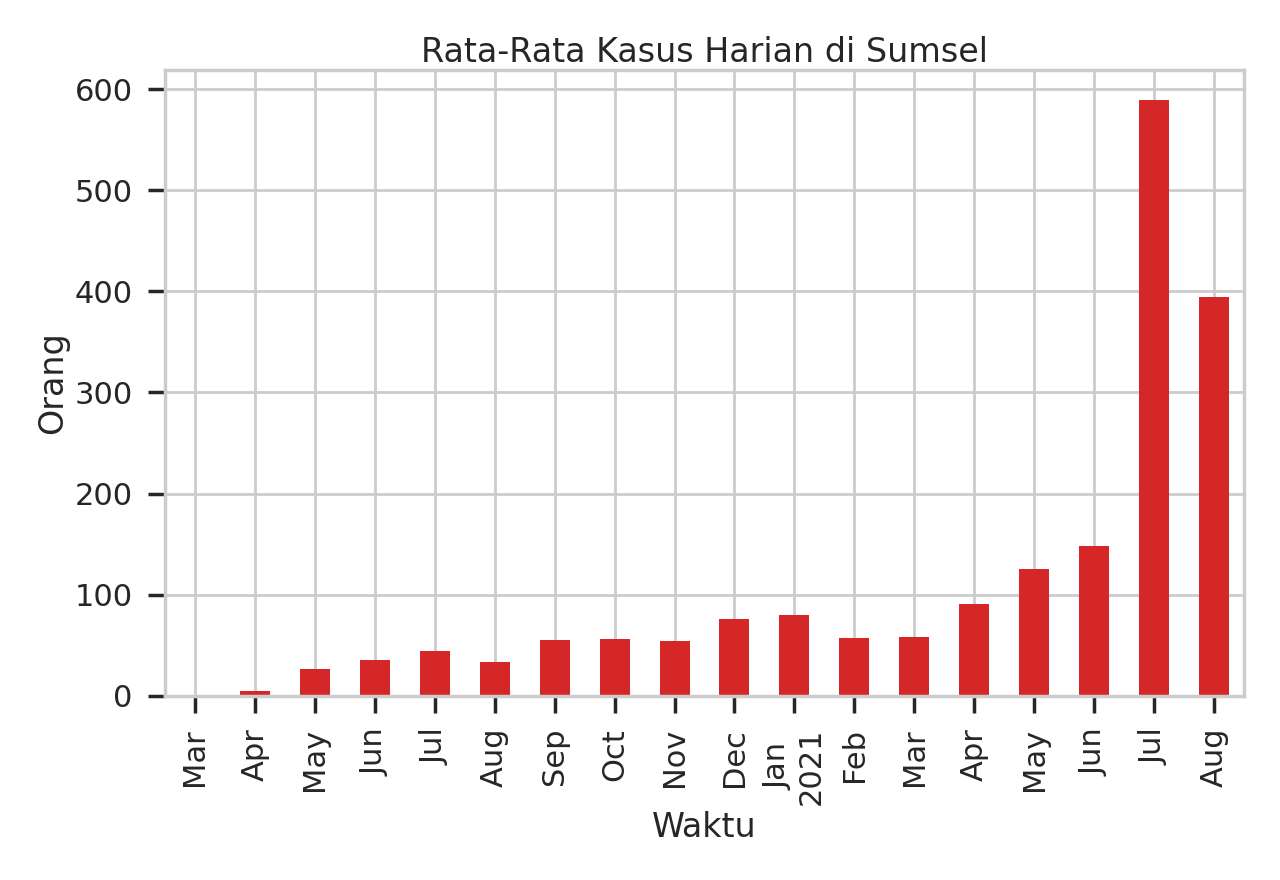 Rata-Rata Kasus Harian di Sumsel
600
500
400
300
200
100
0
Orang
Mar
Apr
May
Jun
Jul
Aug
Sep
Oct
Nov
Dec
Jan
2021
Feb
Mar
Apr
May
Jun
Jul
Aug
Waktu